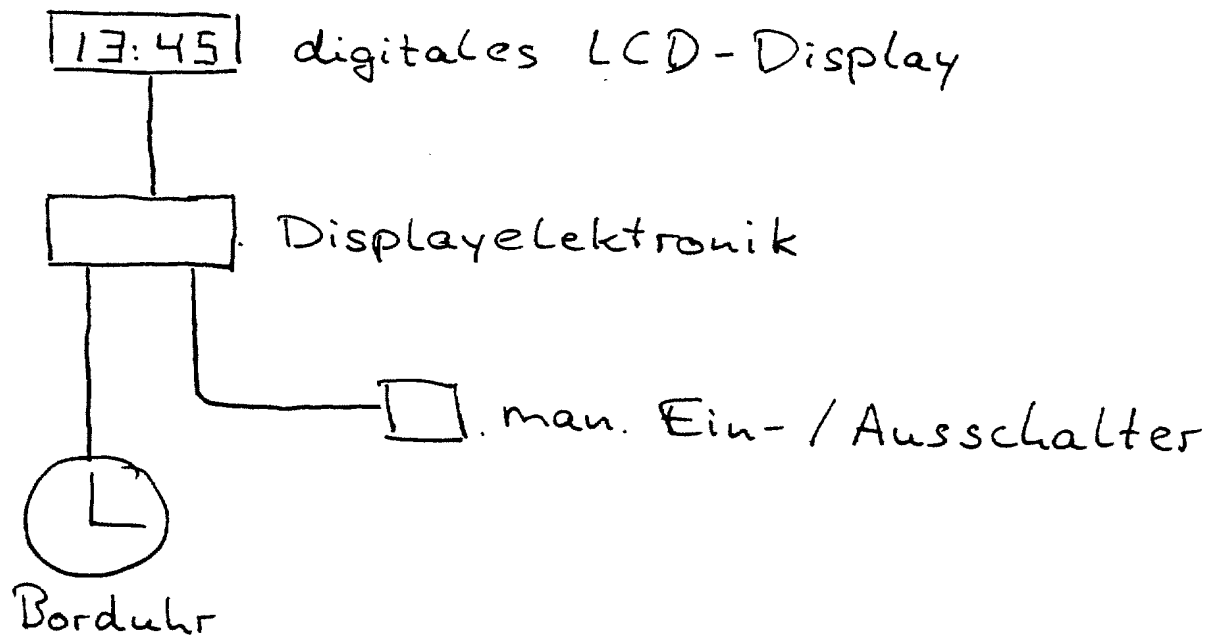 13:45 digitales LCD-Display
Displayelektronik
man. Ein-/Ausschalter
Borduhr